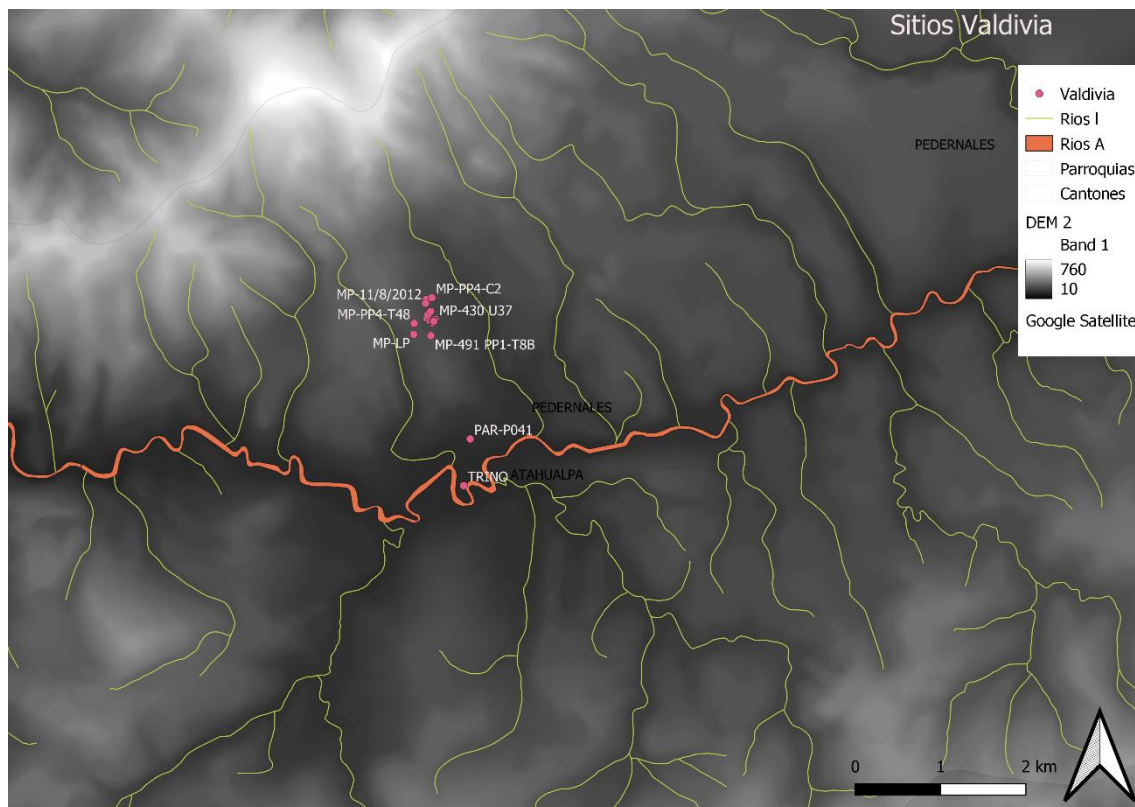 Sitios Valdivia
Valdivia
Rios l
Rios A
Parroquias
Cantones
DEM 2
Band 1
760
10
Google Satellite
PEDERNALES
MP-PP4-C2
MP-11/8/2012
MP-430 U37
MP-PP4-T48
MP-LP
MP-491 PP1-T8B
PEDERNALES
PAR-P041
TRINQ
ATAHUALPA
0 1 2 km